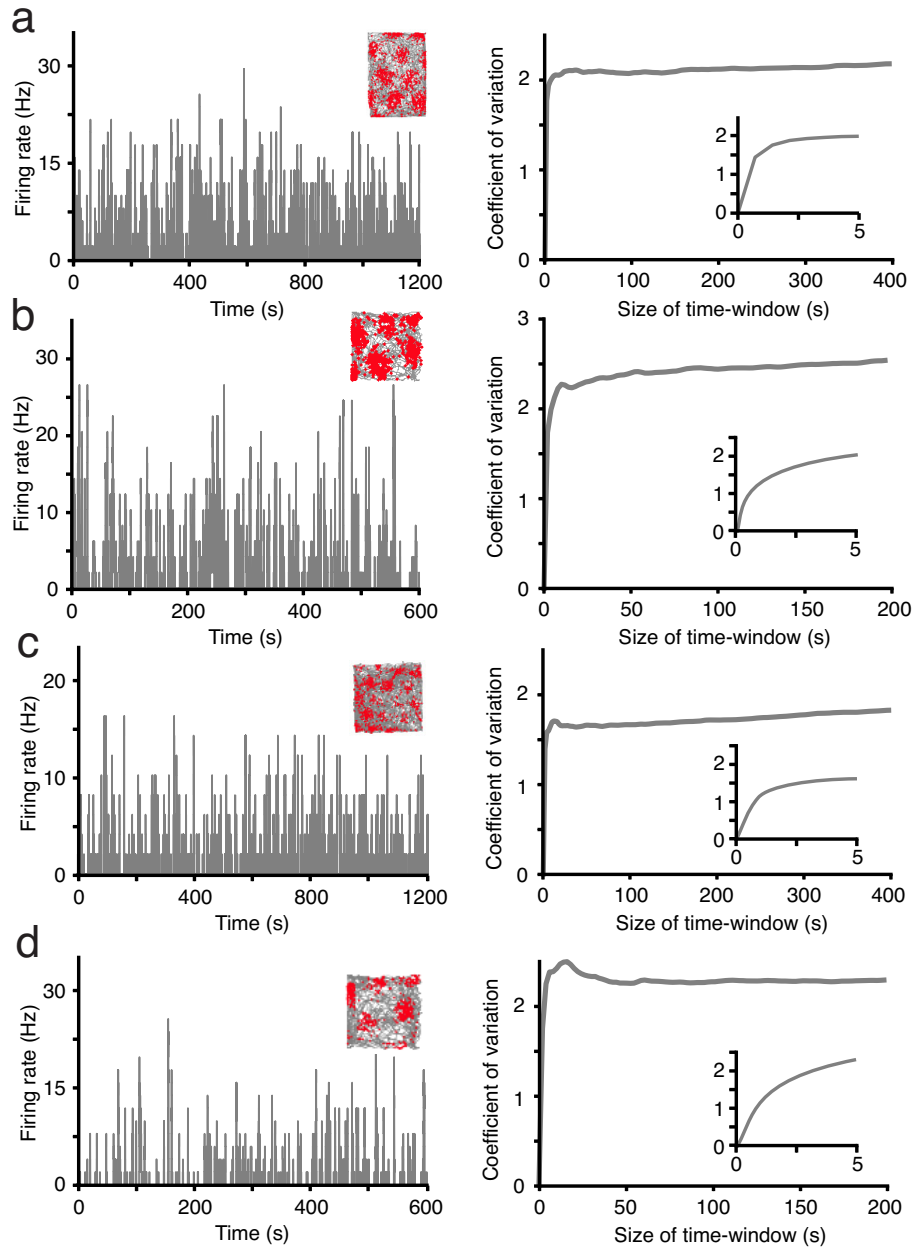 a
Firing rate (Hz)
30
15
0
0 400 800 1200
Time (s)
Coefficient of variation
2
1
0
0 100 200 300 400
Size of time-window (s)
2
1
0
0 5
b
Firing rate (Hz)
30
20
10
0
0 200 400 600
Time (s)
Coefficient of variation
3
2
1
0
0 50 100 150 200
Size of time-window (s)
2
1
0
0 5
c
Firing rate (Hz)
20
10
0
0 400 800 1200
Time (s)
Coefficient of variation
2
1
0
0 100 200 300 400
Size of time-window (s)
2
1
0
0 5
d
Firing rate (Hz)
30
15
0
0 200 400 600
Time (s)
Coefficient of variation
2
1
0
0 50 100 150 200
Size of time-window (s)
2
1
0
0 5